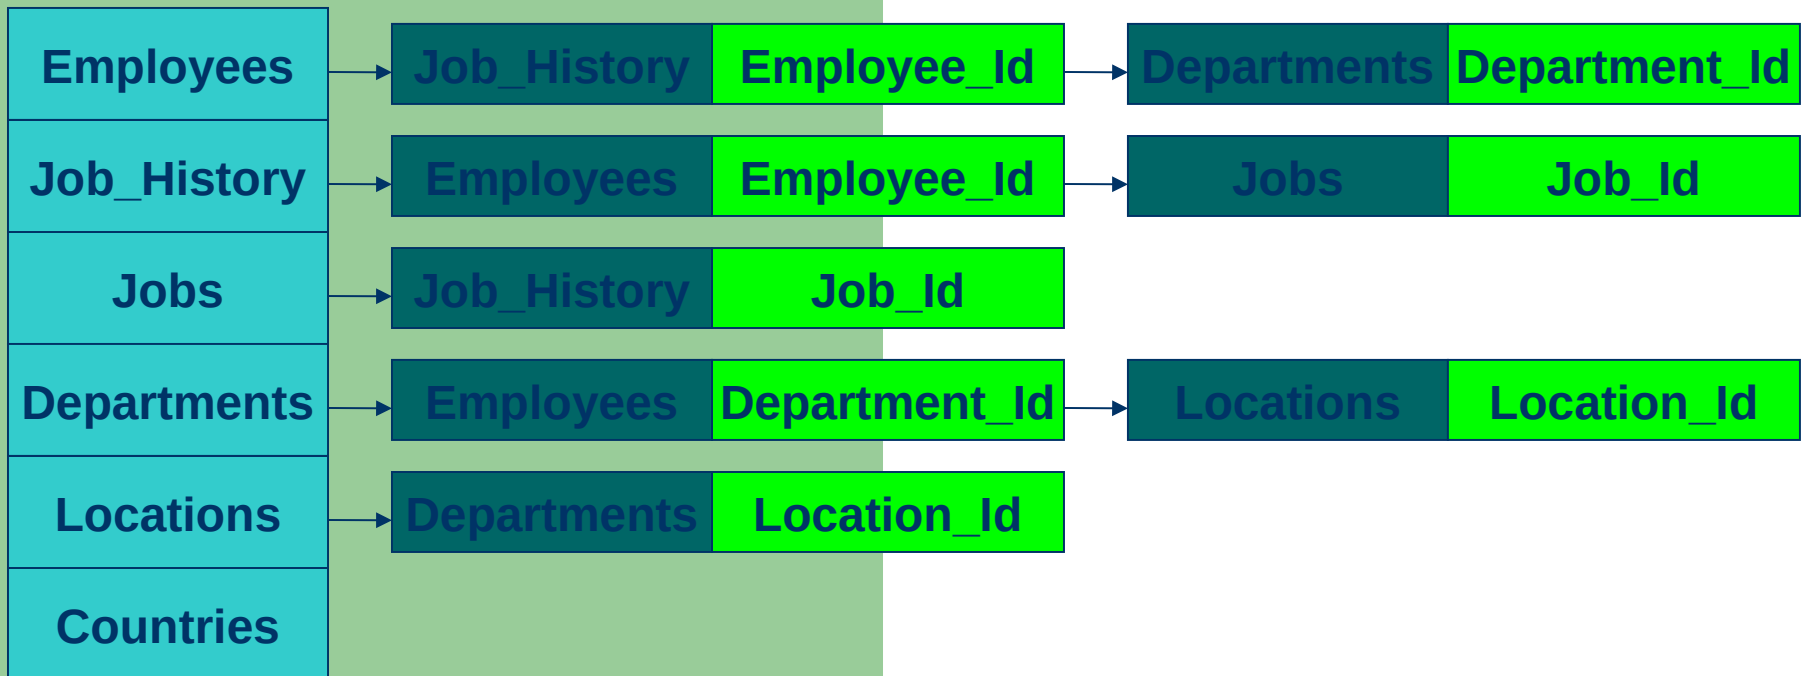 Employees Job_History Employee_Id Departments Department_Id
Job_History Employees Employee_Id Jobs Job_Id
Jobs Job_History Job_Id
Departments Employees Department_Id Locations Location_Id
Locations Departments Location_Id
Countries